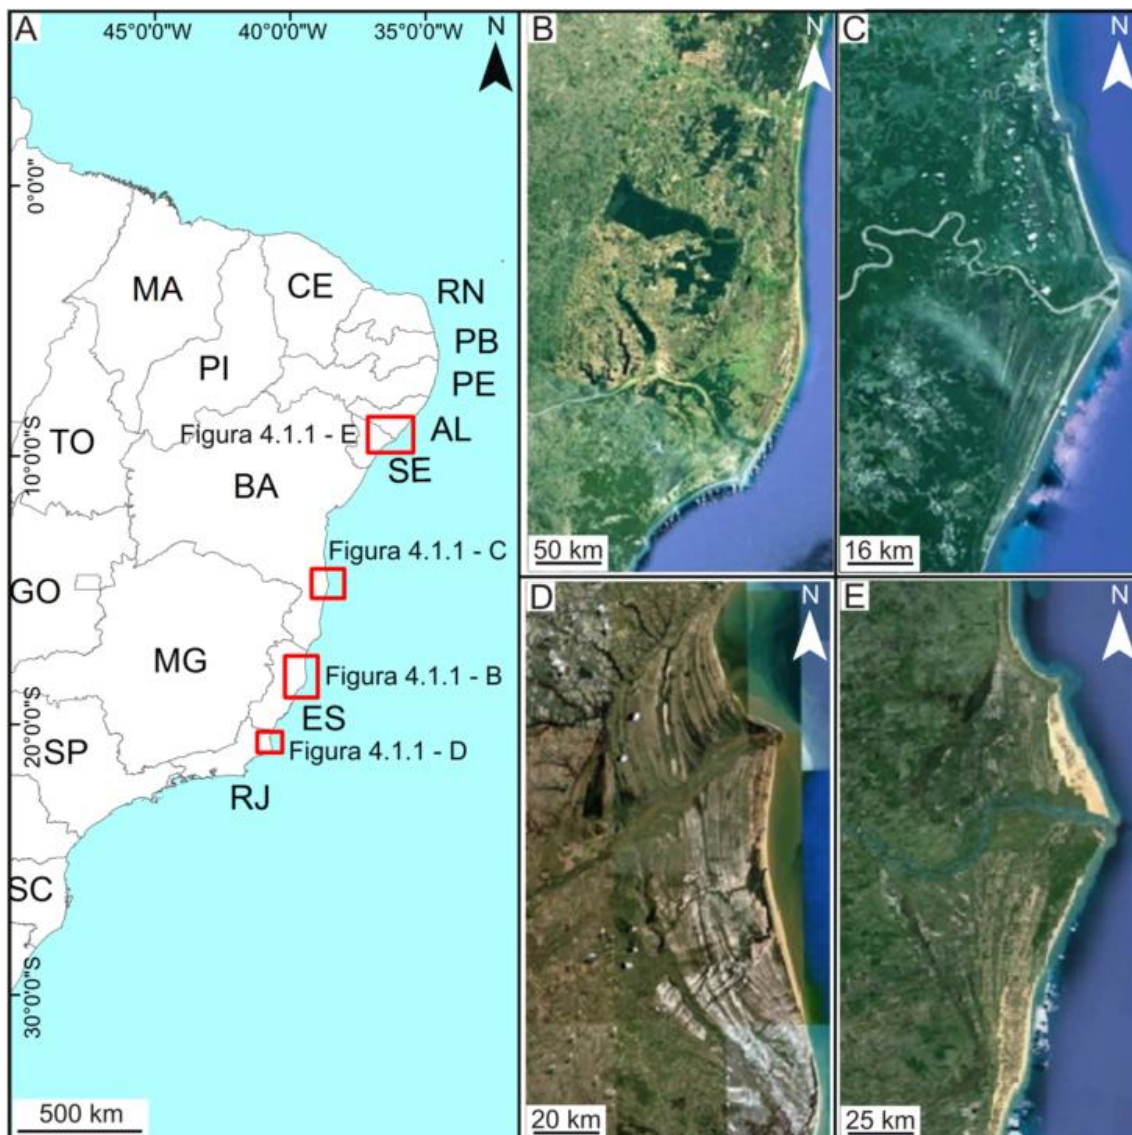 A
N
45°0'0"W 40°0'0"W 35°0'0"W
0°0'0"
10°0'0"S
20°0'0"S
30°0'0"S
MA
CE
RN
PB
PI
PE
TO
Figura 4.1.1 - E
AL
SE
BA
Figura 4.1.1 - C
GO
MG
Figura 4.1.1 - B
ES
SP
Figura 4.1.1 - D
RJ
SC
500 km
B
N
50 km
C
N
16 km
D
N
20 km
E
N
25 km